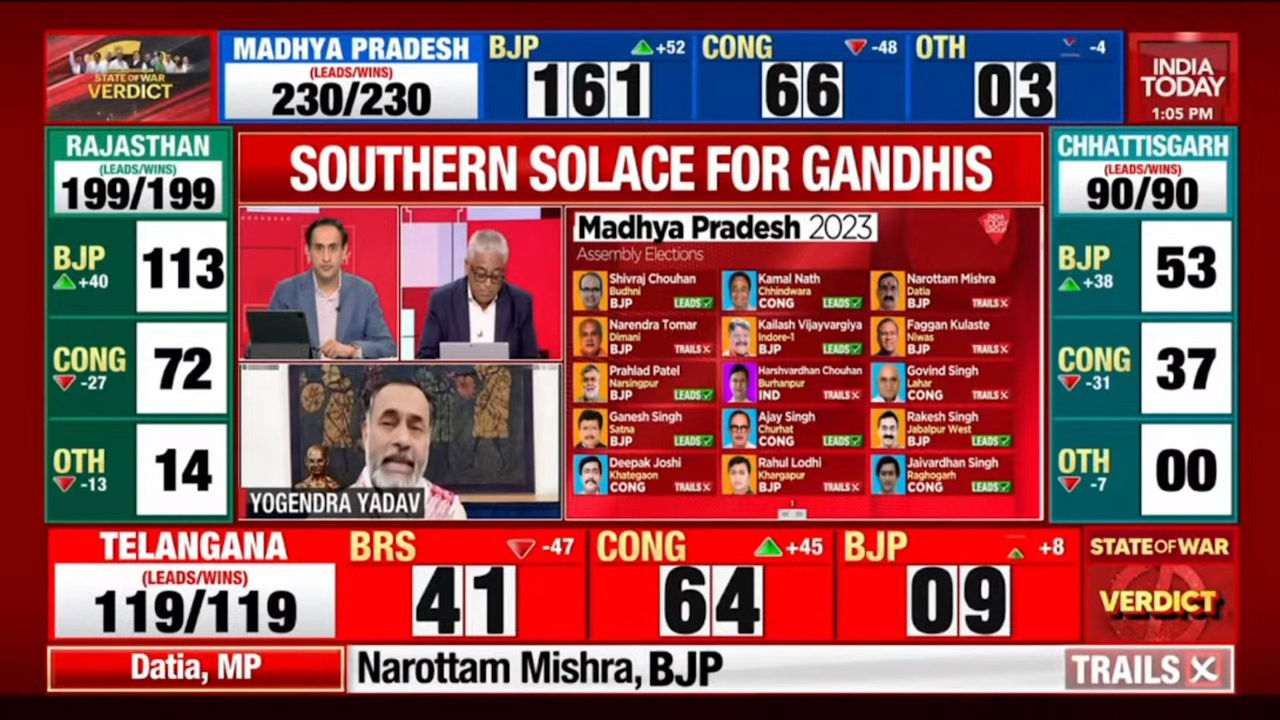 STATE OF WAR
VERDICT
MADHYA PRADESH
(LEADS/WINS)
230/230
BJP +52
161
CONG -48
66
OTH -4
03
INDIA
TODAY
1:05 PM
RAJASTHAN
(LEADS/WINS)
199/199
BJP
+40
113
CONG
-27
72
OTH
-13
14
SOUTHERN SOLACE FOR GANDHIS
YOGENDRA YADAV
Madhya Pradesh 2023
Assembly Elections
INDIA
TODAY
GROUP
Shivraj Chouhan
Budhni
BJP LEADS
Kamal Nath
Chhindwara
CONG LEADS
Narottam Mishra
Datia
BJP TRAILS
Narendra Tomar
Dimani
BJP TRAILS
Kailash Vijayvargiya
Indore-1
BJP LEADS
Faggan Kulaste
Niwas
BJP TRAILS
Prahlad Patel
Narsingpur
BJP LEADS
Harshvardhan Chouhan
Burhanpur
IND TRAILS
Govind Singh
Lahar
CONG TRAILS
Ganesh Singh
Satna
BJP LEADS
Ajay Singh
Churhat
CONG LEADS
Rakesh Singh
Jabalpur West
BJP LEADS
Deepak Joshi
Khategaon
CONG TRAILS
Rahul Lodhi
Khargapur
BJP TRAILS
Jaivardhan Singh
Raghogarh
CONG LEADS
1
CHHATTISGARH
(LEADS/WINS)
90/90
BJP
+38
53
CONG
-31
37
OTH
-7
00
TELANGANA
(LEADS/WINS)
119/119
BRS -47
41
CONG +45
64
BJP +8
09
STATE OF WAR
VERDICT
Datia, MP
Narottam Mishra, BJP
TRAILS